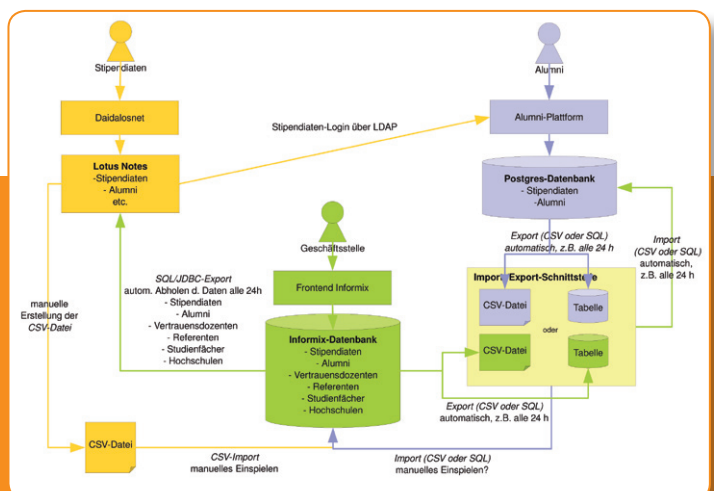 Stipendiaten
Alumni
Daidalosnet
Alumni-Plattform
Stipendiaten-Login über LDAP
Lotus Notes
-Stipendiaten
- Alumni
etc.
Postgres-Datenbank
- Stipendiaten
-Alumni
Geschäftsstelle
Export (CSV oder SQL)
automatisch, z.B. alle 24 h
Import
(CSV oder SQL)
automatisch,
z.B. alle 24 h
SQL/JDBC-Export
autom. Abholen d. Daten alle 24h
- Stipendiaten
- Alumni
- Vertrauensdozenten
- Referenten
- Studienfächer
- Hochschulen
Frontend Informix
Import-/Export-Schnittstelle
CSV-Datei
Tabelle
oder
CSV-Datei
Tabelle
manuelle
Erstellung der
CSV-Datei
Informix-Datenbank
- Stipendiaten
- Alumni
- Vertrauensdozenten
- Referenten
- Studienfächer
- Hochschulen
Export (CSV oder SQL)
automatisch, z.B. alle 24 h
CSV-Datei
CSV-Import
manuelles Einspielen
Import (CSV oder SQL)
manuelles Einspielen?